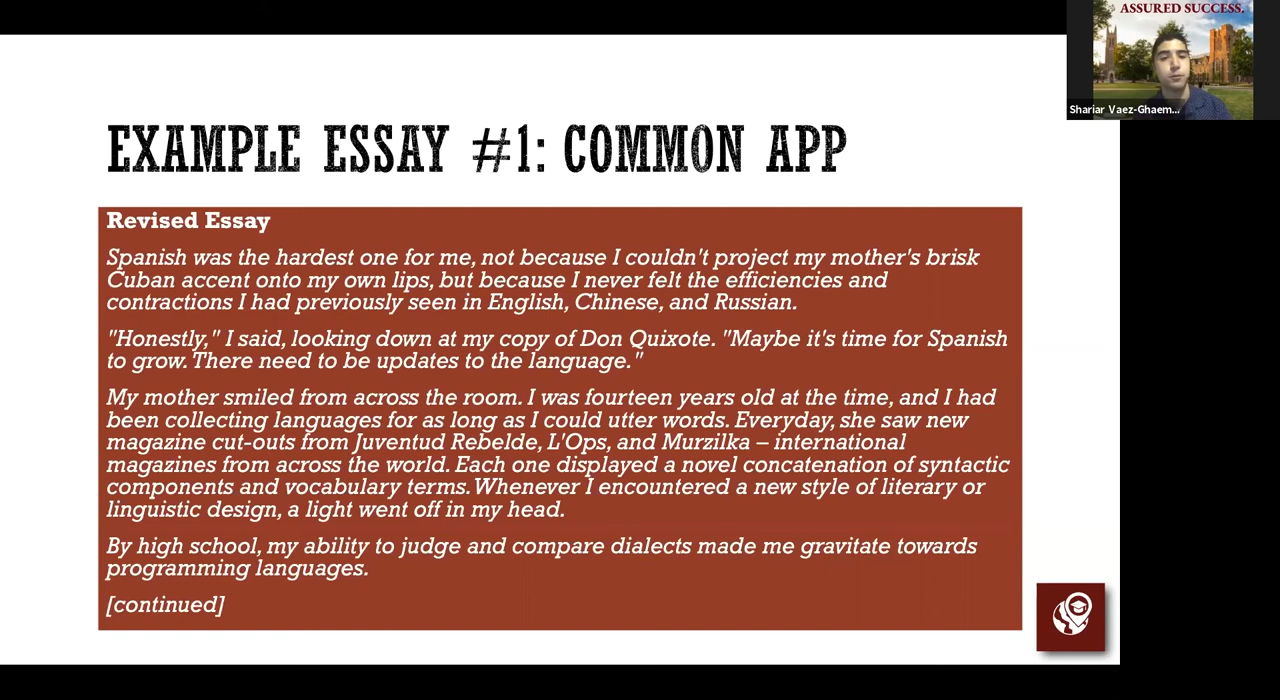 ASSURED SUCCESS.
Shariar Vaez-Ghaem...
EXAMPLE ESSAY #1: COMMON APP
Revised Essay
Spanish was the hardest one for me, not because I couldn't project my mother's brisk
Cuban accent onto my own lips, but because I never felt the efficiencies and
contractions I had previously seen in English, Chinese, and Russian.
"Honestly," I said, looking down at my copy of Don Quixote. "Maybe it's time for Spanish
to grow. There need to be updates to the language."
My mother smiled from across the room. I was fourteen years old at the time, and I had
been collecting languages for as long as I could utter words. Everyday, she saw new
magazine cut-outs from Juventud Rebelde, L'Ops, and Murzilka – international
magazines from across the world. Each one displayed a novel concatenation of syntactic
components and vocabulary terms. Whenever I encountered a new style of literary or
linguistic design, a light went off in my head.
By high school, my ability to judge and compare dialects made me gravitate towards
programming languages.
[continued]